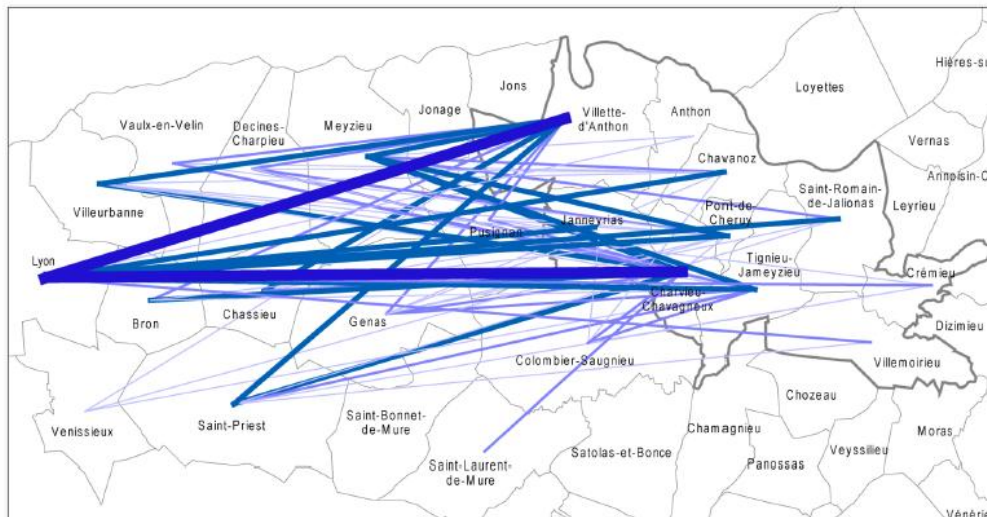 Jons
Loyettes
Hières-su
Jonage
Villette-
d'Anthon
Anthon
Vaulx-en-Velin
Decines-
Charpieu
Meyzieu
Vernas
Chavanoz
Annoisin-C
Saint-Romain-
de-Jalionas
Leyrieu
Villeurbanne
Pont-de-
Cheruy
Janneyrias
Pusignan
Lyon
Tignieu-
Jameyzieu
Crémieu
Charvieu-
Chavagneux
Bron
Chassieu
Genas
Dizimieu
Colombier-Saugnieu
Villemoirieu
Chozeau
Venissieux
Saint-Priest
Saint-Bonnet-
de-Mure
Chamagnieu
Moras
Veyssilieu
Satolas-et-Bonce
Panossas
Saint-Laurent-
de-Mure
Vénérie